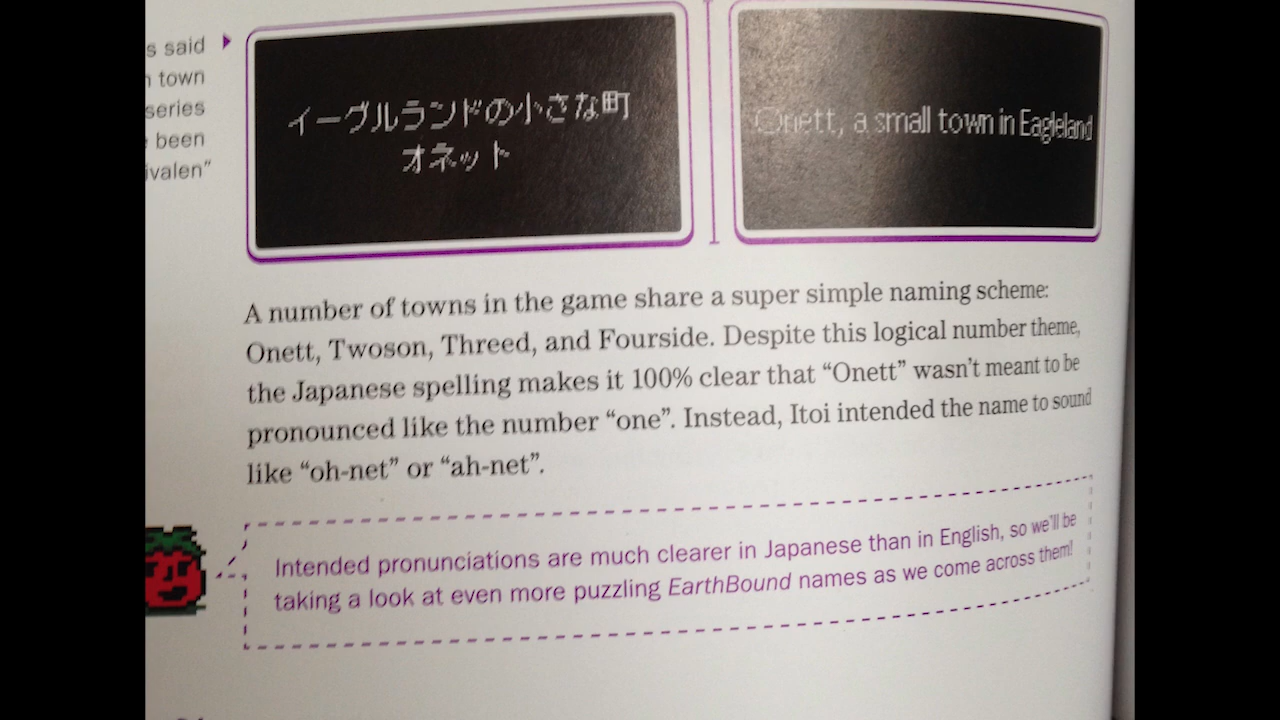 s said
town
series
been
ivalen”
イーグルランドの小さな町
オネット
Onett, a small town in Eagleland
A number of towns in the game share a super simple naming scheme:
Onett, Twoson, Threed, and Fourside. Despite this logical number theme,
the Japanese spelling makes it 100% clear that “Onett” wasn’t meant to be
pronounced like the number “one”. Instead, Itoi intended the name to sound
like “oh-net” or “ah-net”.
Intended pronunciations are much clearer in Japanese than in English, so we’ll be
taking a look at even more puzzling EarthBound names as we come across them!